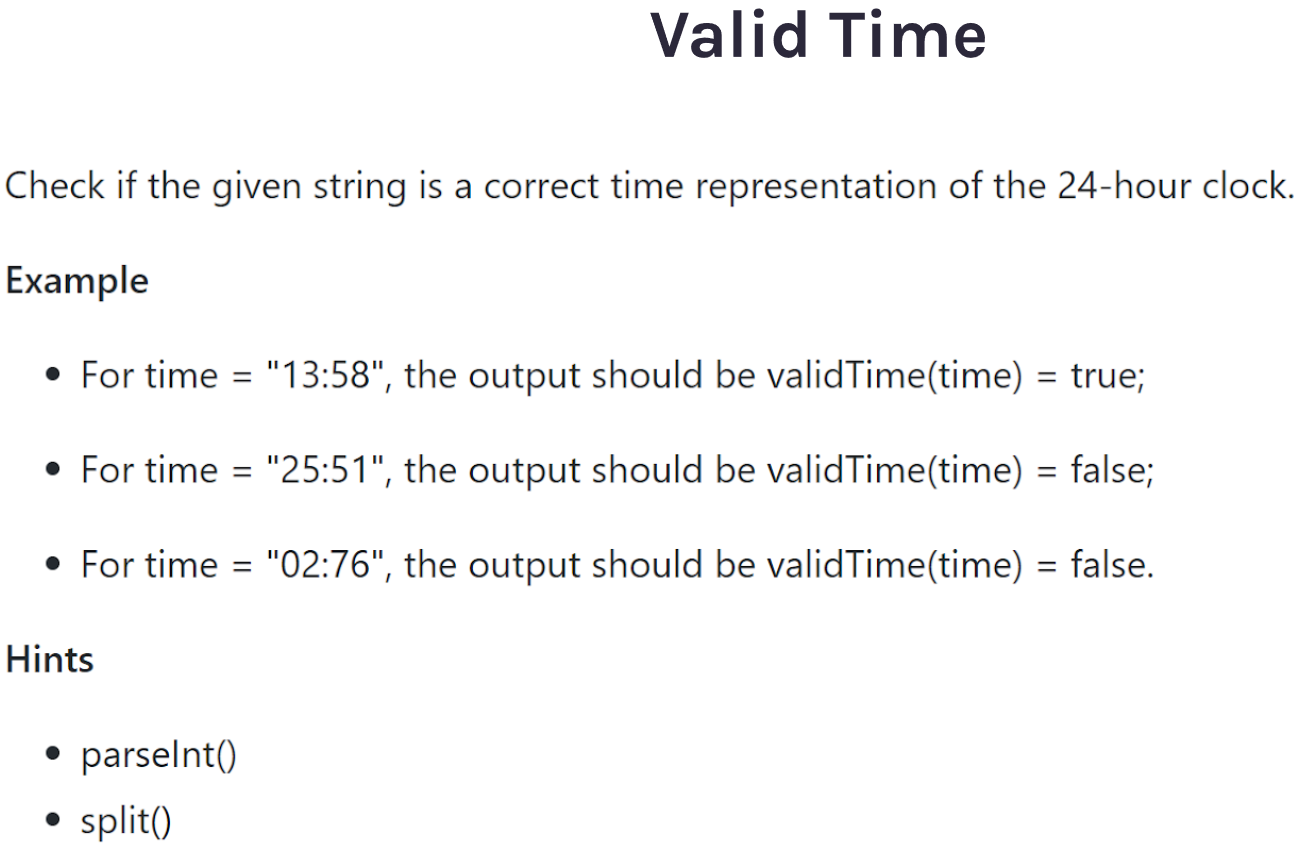 Valid Time
Check if the given string is a correct time representation of the 24-hour clock.
Example
• For time = "13:58", the output should be validTime(time) = true;
• For time = "25:51", the output should be validTime(time) = false;
• For time = "02:76", the output should be validTime(time) = false.
Hints
• parseInt()
• split()